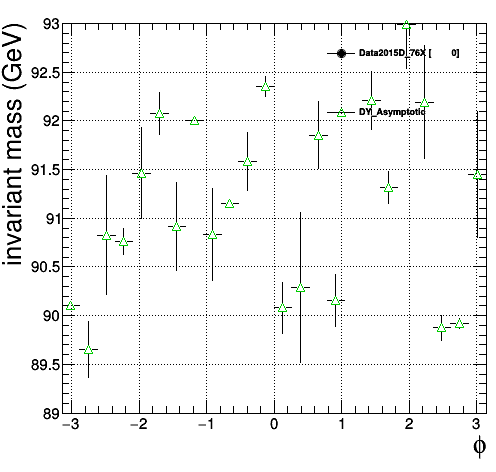 invariant mass (GeV)
93
92.5
92
91.5
91
90.5
90
89.5
89
Data2015D_76X [ 0]
DY_Asymptotic
−3 −2 −1 0 1 2 3
ϕ